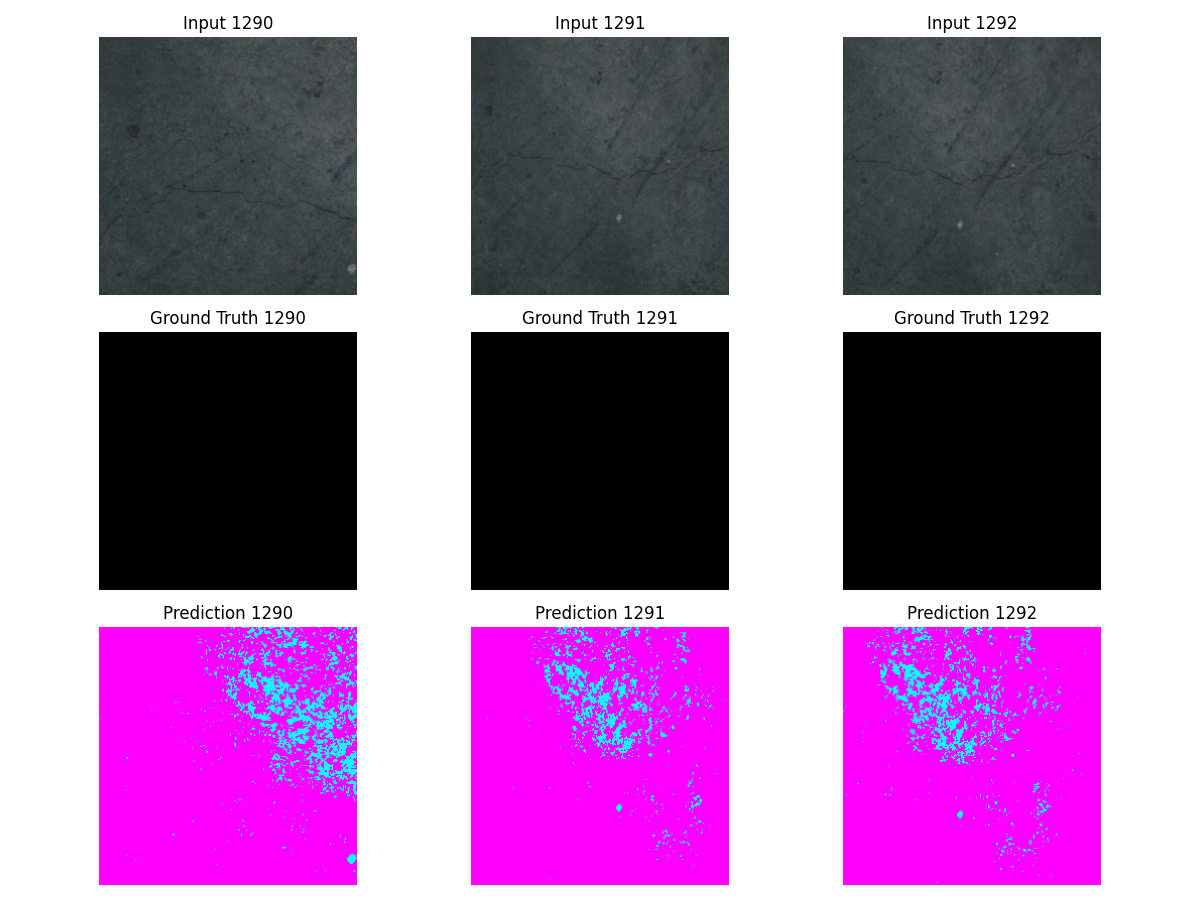 Input 1290
Input 1291
Input 1292
Ground Truth 1290
Ground Truth 1291
Ground Truth 1292
Prediction 1290
Prediction 1291
Prediction 1292